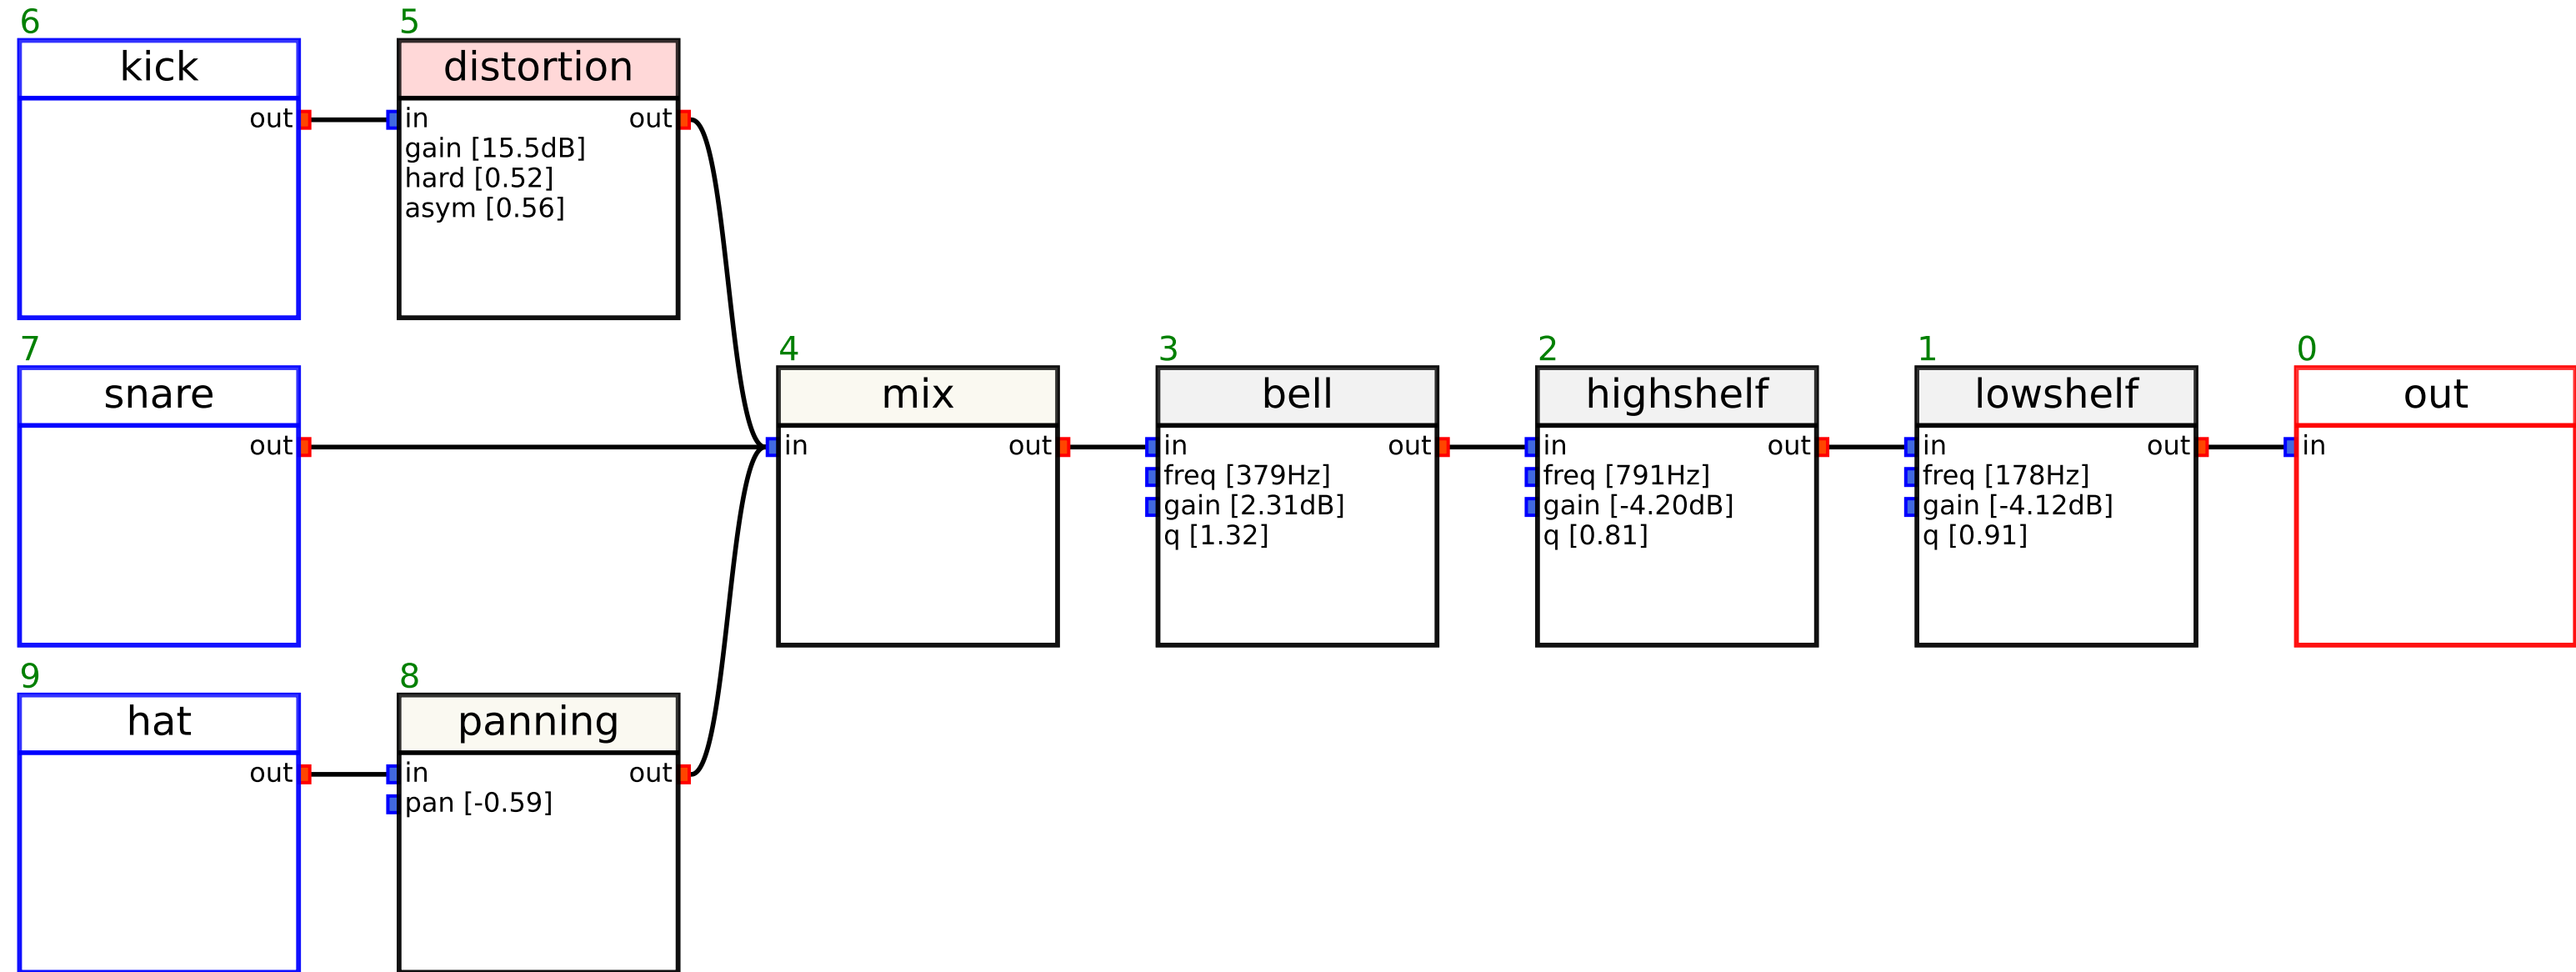 6
kick
out
5
distortion
in out
gain [15.5dB]
hard [0.52]
asym [0.56]
7
snare
out
4
mix
in out
3
bell
in out
freq [379Hz]
gain [2.31dB]
q [1.32]
2
highshelf
in out
freq [791Hz]
gain [-4.20dB]
q [0.81]
1
lowshelf
in out
freq [178Hz]
gain [-4.12dB]
q [0.91]
0
out
in
9
hat
out
8
panning
in out
pan [-0.59]